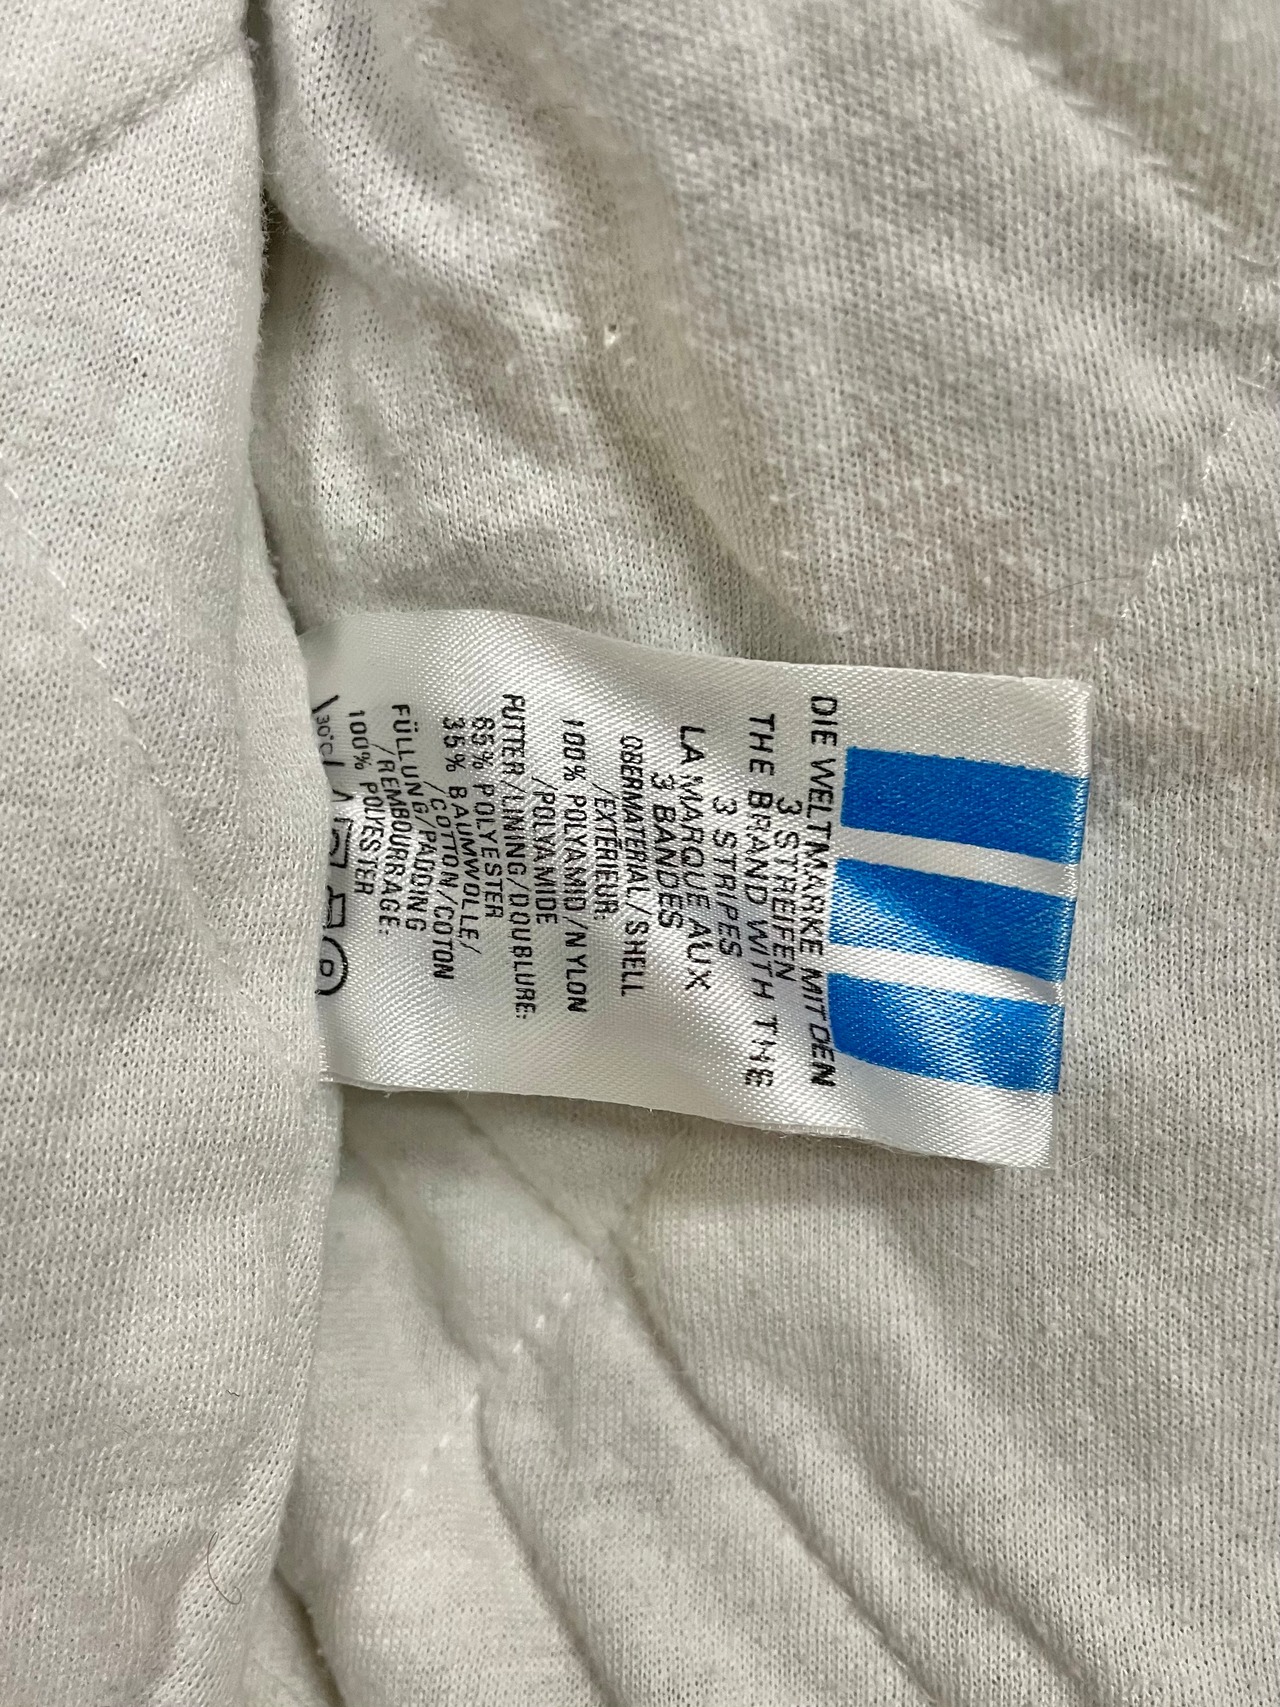 DIE WELTMARKE MIT DEN
3 STREIFEN
THE BRAND WITH THE
3 STRIPES
LA MARQUE AUX
3 BANDES
OBERMATERIAL/SHELL
/EXTÉRIEUR:
100% POLYAMID/NYLON
/POLYAMIDE
FUTTER/LINING/DOUBLURE:
65% POLYESTER
35% BAUMWOLLE/
/COTTON/COTON
FÜLLUNG/PADDING
/REMBOURRAGE:
100% POLYESTER
30°C
P